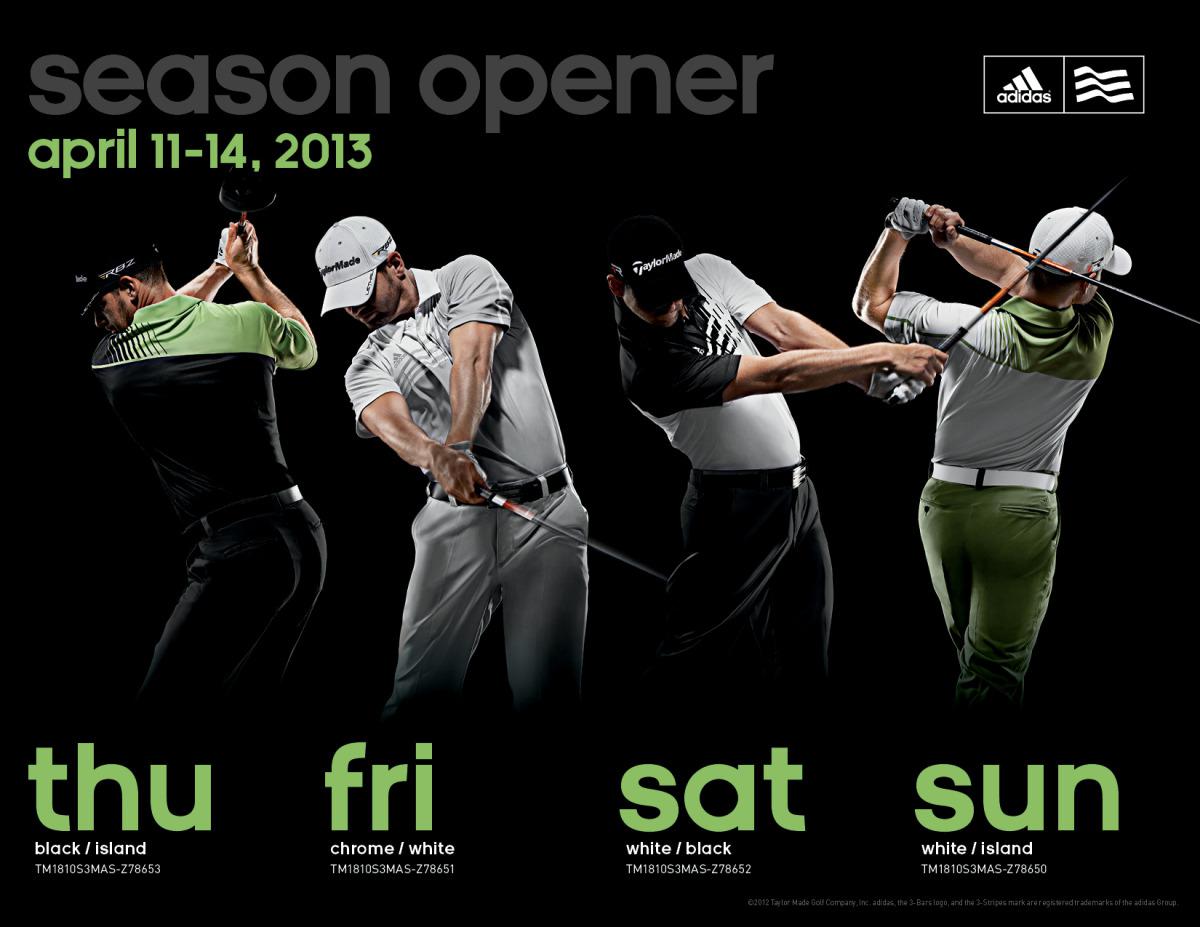 season opener
adidas
april 11-14, 2013
RBZ
TaylorMade
RBZ
TaylorMade
thu
fri
sat
sun
black / island
chrome / white
white / black
white / island
TM1810S3MAS-Z78653
TM1810S3MAS-Z78651
TM1810S3MAS-Z78652
TM1810S3MAS-Z78650
©2012 Taylor Made Golf Company, Inc. adidas, the 3-Bars logo, and the 3-Stripes mark are registered trademarks of the adidas Group.